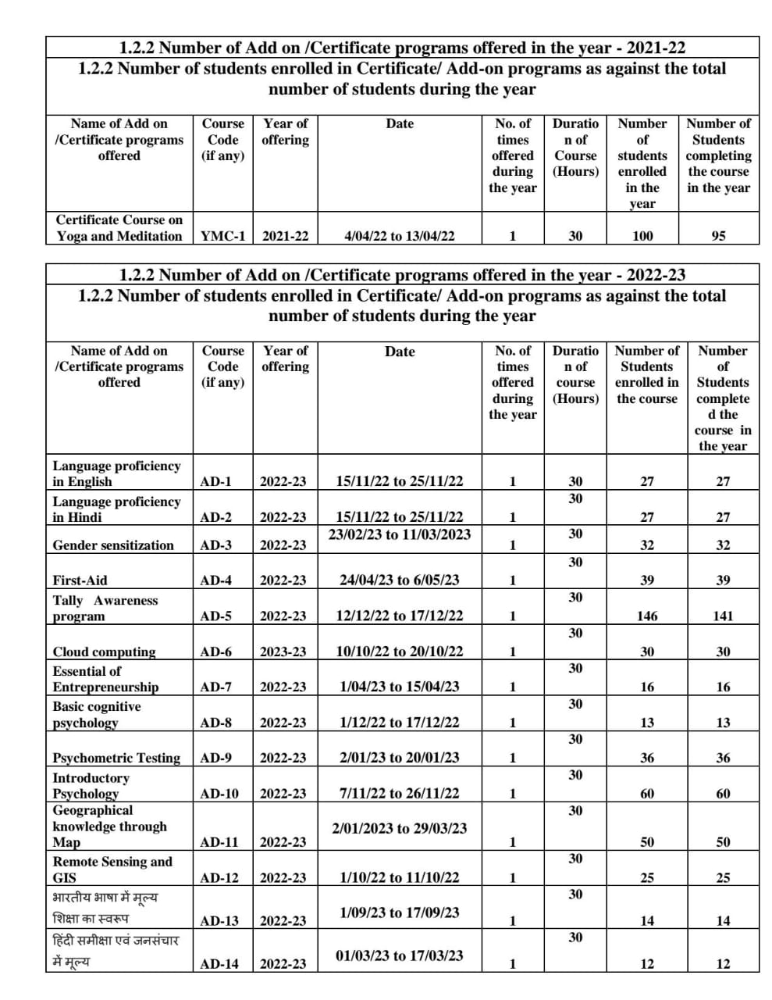 1.2.2 Number of Add on /Certificate programs offered in the year - 2021-22
1.2.2 Number of students enrolled in Certificate/ Add-on programs as against the total
number of students during the year
Name of Add on /Certificate programs offered | Course Code (if any) | Year of offering | Date | No. of times offered during the year | Duratio n of Course (Hours) | Number of students enrolled in the year | Number of Students completing the course in the year
Certificate Course on
Yoga and Meditation YMC-1 2021-22 4/04/22 to 13/04/22 1 30 100 95
1.2.2 Number of Add on /Certificate programs offered in the year - 2022-23
1.2.2 Number of students enrolled in Certificate/ Add-on programs as against the total
number of students during the year
Name of Add on /Certificate programs offered | Course Code (if any) | Year of offering | Date | No. of times offered during the year | Duratio n of course (Hours) | Number of Students enrolled in the course | Number of Students complete d the course in the year
Language proficiency
in English AD-1 2022-23 15/11/22 to 25/11/22 1 30 27 27
Language proficiency 30
in Hindi AD-2 2022-23 15/11/22 to 25/11/22 1 27 27
23/02/23 to 11/03/2023 30
Gender sensitization AD-3 2022-23 1 32 32
30
First-Aid AD-4 2022-23 24/04/23 to 6/05/23 1 39 39
Tally Awareness 30
program AD-5 2022-23 12/12/22 to 17/12/22 1 146 141
30
Cloud computing AD-6 2023-23 10/10/22 to 20/10/22 1 30 30
Essential of 30
Entrepreneurship AD-7 2022-23 1/04/23 to 15/04/23 1 16 16
Basic cognitive 30
psychology AD-8 2022-23 1/12/22 to 17/12/22 1 13 13
30
Psychometric Testing AD-9 2022-23 2/01/23 to 20/01/23 1 36 36
Introductory 30
Psychology AD-10 2022-23 7/11/22 to 26/11/22 1 60 60
Geographical 30
knowledge through 2/01/2023 to 29/03/23
Map AD-11 2022-23 1 50 50
Remote Sensing and 30
GIS AD-12 2022-23 1/10/22 to 11/10/22 1 25 25
भारतीय भाषा में मूल्य 30
शिक्षा का स्वरूप AD-13 2022-23 1/09/23 to 17/09/23 1 14 14
हिंदी समीक्षा एवं जनसंचार 30
में मूल्य AD-14 2022-23 01/03/23 to 17/03/23 1 12 12